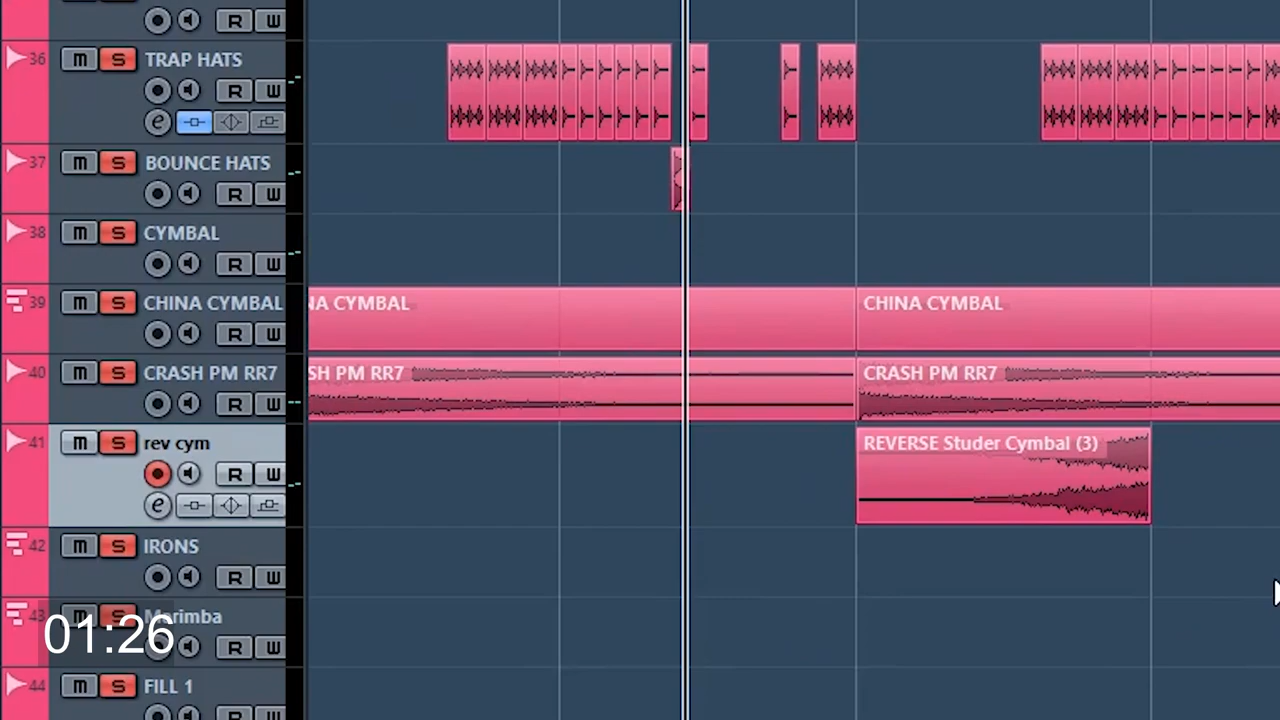 R W
36 m S TRAP HATS
R W
e
37 m S BOUNCE HATS
R W
38 m S CYMBAL
R W
39 m S CHINA CYMBAL
NA CYMBAL
CHINA CYMBAL
R W
40 m S CRASH PM RR7
SH PM RR7
CRASH PM RR7
R W
41 m S rev cym
REVERSE Studer Cymbal (3)
R W
e
42 m S IRONS
R W
43 m S Marimba
01:26
R W
44 m S FILL 1
R W